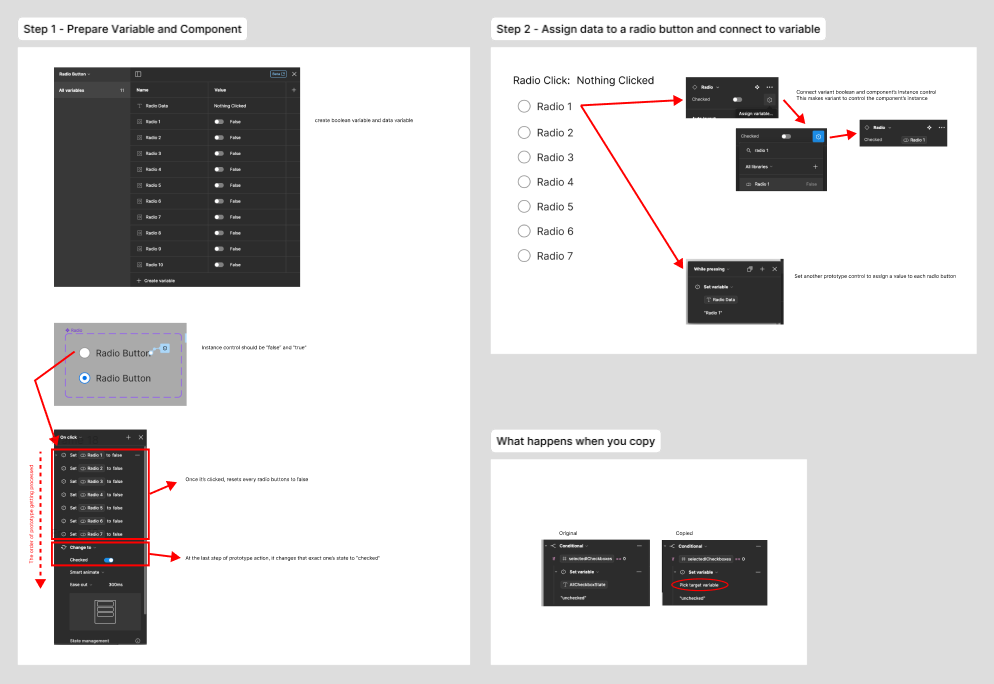 Step 1 - Prepare Variable and Component
Radio Button
All variables 11
Name Value
Radio Data Nothing Clicked
Radio 1 False
Radio 2 False
Radio 3 False
Radio 4 False
Radio 5 False
Radio 6 False
Radio 7 False
Radio 8 False
Radio 9 False
Radio 10 False
+ Create variable
create boolean variable and data variable
Radio
Radio Button
Radio Button
Instance control should be "false" and "true"
On click
Set Radio 1 to false
Set Radio 2 to false
Set Radio 3 to false
Set Radio 4 to false
Set Radio 5 to false
Set Radio 6 to false
Set Radio 7 to false
Change to
Checked
Smart animate
Ease out 300ms
State management
The order of prototype getting processed
Once it's clicked, resets every radio buttons to false
At the last step of prototype action, it changes that exact one's state to "checked"
Step 2 - Assign data to a radio button and connect to variable
Radio Click: Nothing Clicked
Radio 1
Radio 2
Radio 3
Radio 4
Radio 5
Radio 6
Radio 7
Radio
Checked
Assign variable...
Connect variant boolean and component's instance control
This makes variant to control the component's instance
Checked
radio 1
All libraries
Radio 1 False
Radio
Checked Radio 1
While pressing
Set variable
Radio Data
"Radio 1"
Set another prototype control to assign a value to each radio button
What happens when you copy
Original
Conditional
if selectedCheckboxes == 0
Set variable
AllCheckboxState
"unchecked"
Copied
Conditional
if selectedCheckboxes == 0
Set variable
Pick target variable
"unchecked"